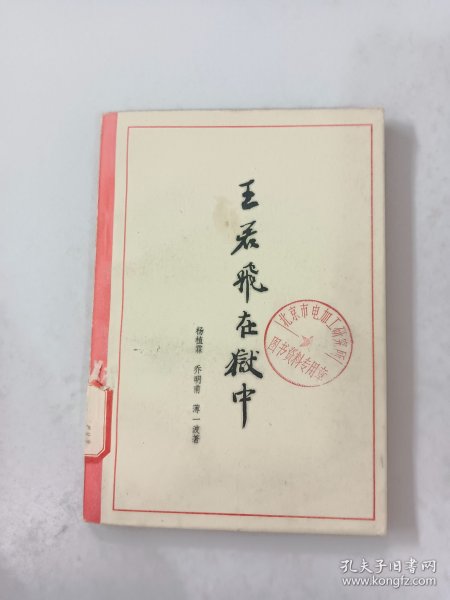 王若飛在獄中
杨植霖 乔明甫 薄一波著
北京市电加工研究所
图书资料专用章
孔夫子旧书网
www.kongfz.com